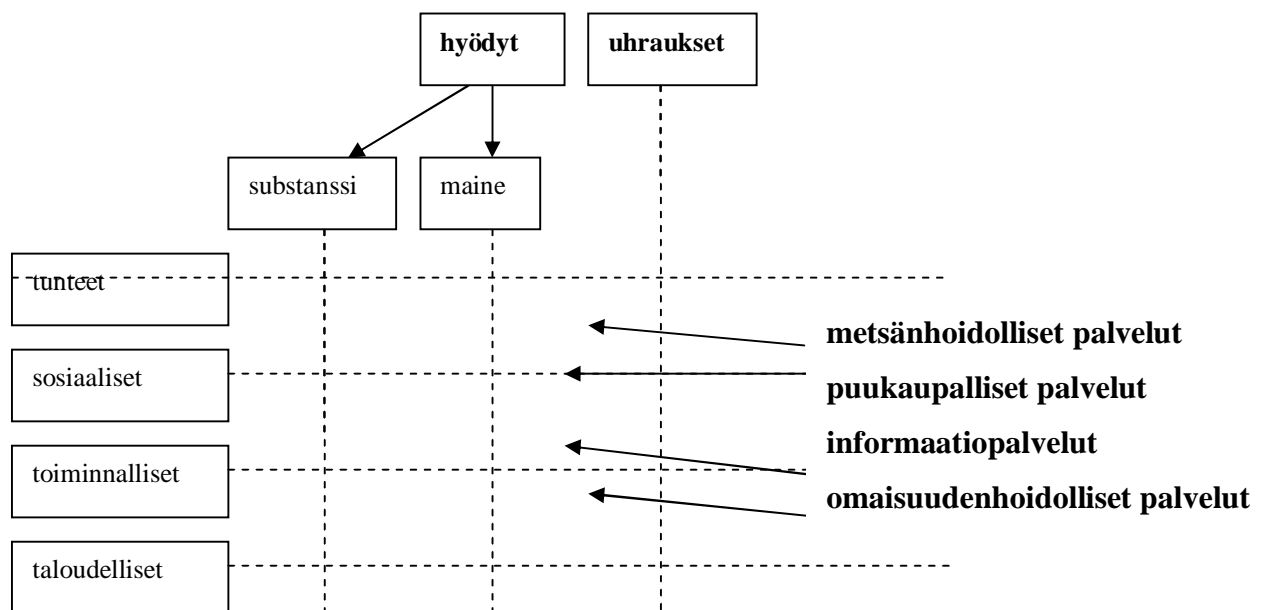 hyödyt
uhraukset
substanssi
maine
tunteet
sosiaaliset
toiminnalliset
taloudelliset
metsänhoidolliset palvelut
puukaupalliset palvelut
informaatiopalvelut
omaisuudenhoidolliset palvelut